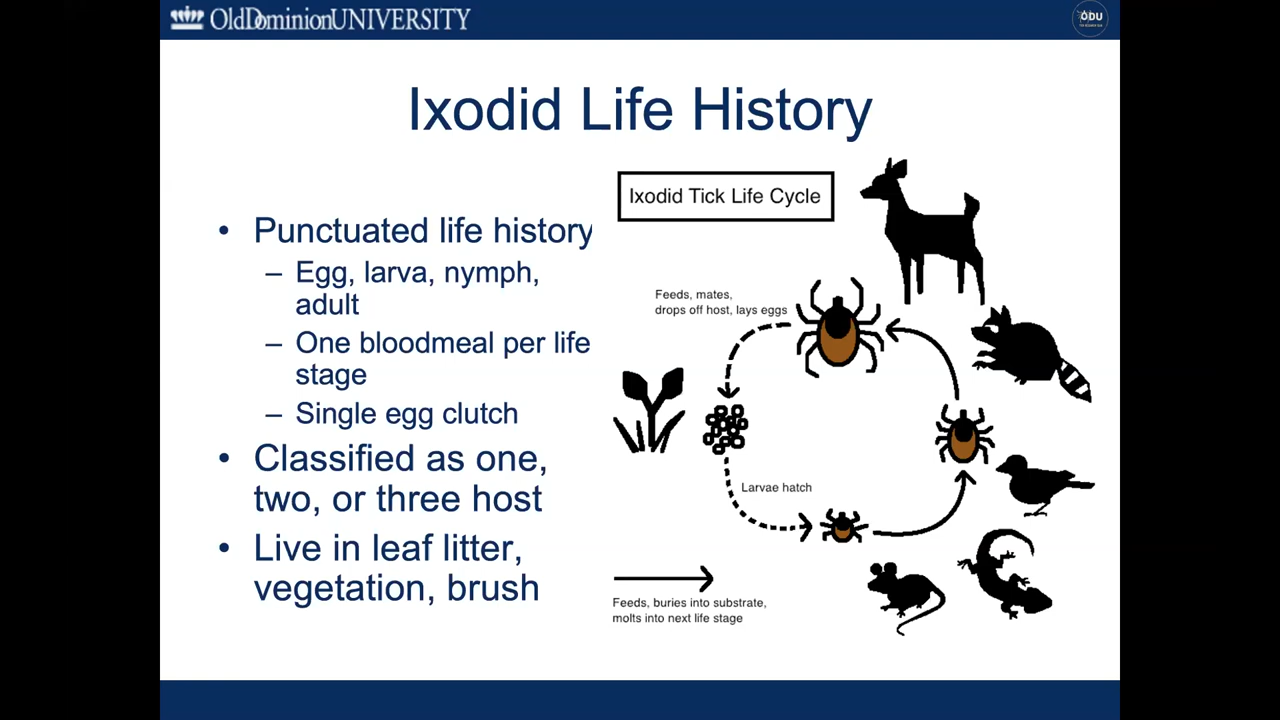 OldDominionUNIVERSITY
ODU
Ixodid Life History
• Punctuated life history
– Egg, larva, nymph,
adult
– One bloodmeal per life
stage
– Single egg clutch
• Classified as one,
two, or three host
• Live in leaf litter,
vegetation, brush
Ixodid Tick Life Cycle
Feeds, mates,
drops off host, lays eggs
Larvae hatch
Feeds, buries into substrate,
molts into next life stage